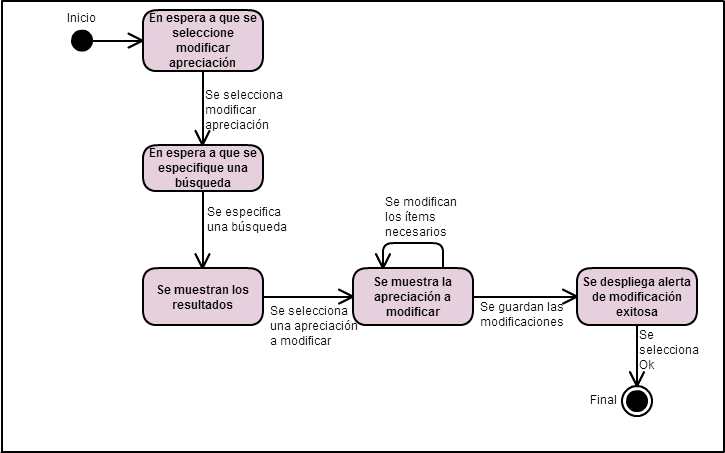 Inicio
En espera a que se
seleccione
modificar
apreciación
Se selecciona
modificar
apreciación
En espera a que se
especifique una
búsqueda
Se especifica
una búsqueda
Se muestran los
resultados
Se selecciona
una apreciación
a modificar
Se modifican
los ítems
necesarios
Se muestra la
apreciación a
modificar
Se guardan las
modificaciones
Se despliega alerta
de modificación
exitosa
Se
selecciona
Ok
Final